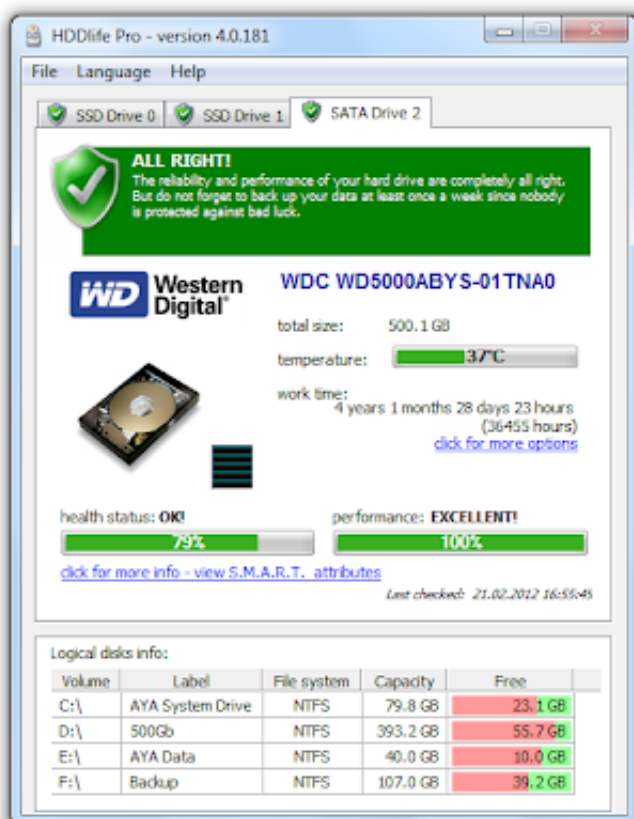 HDDlife Pro - version 4.0.181
File Language Help
SSD Drive 0 SSD Drive 1 SATA Drive 2
ALL RIGHT!
The reliability and performance of your hard drive are completely all right.
But do not forget to back up your data at least once a week since nobody
is protected against bad luck.
WD Western Digital®
WDC WD5000ABYS-01TNA0
total size: 500.1 GB
temperature: 37°C
work time:
4 years 1 months 28 days 23 hours
(36455 hours)
click for more options
health status: OK! performance: EXCELLENT!
79% 100%
click for more info - view S.M.A.R.T. attributes
Last checked: 21.02.2012 16:55:45
Logical disks info:
Volume Label File system Capacity Free
C:\ AYA System Drive NTFS 79.8 GB 23.1 GB
D:\ 500Gb NTFS 393.2 GB 55.7 GB
E:\ AYA Data NTFS 40.0 GB 10.0 GB
F:\ Backup NTFS 107.0 GB 39.2 GB